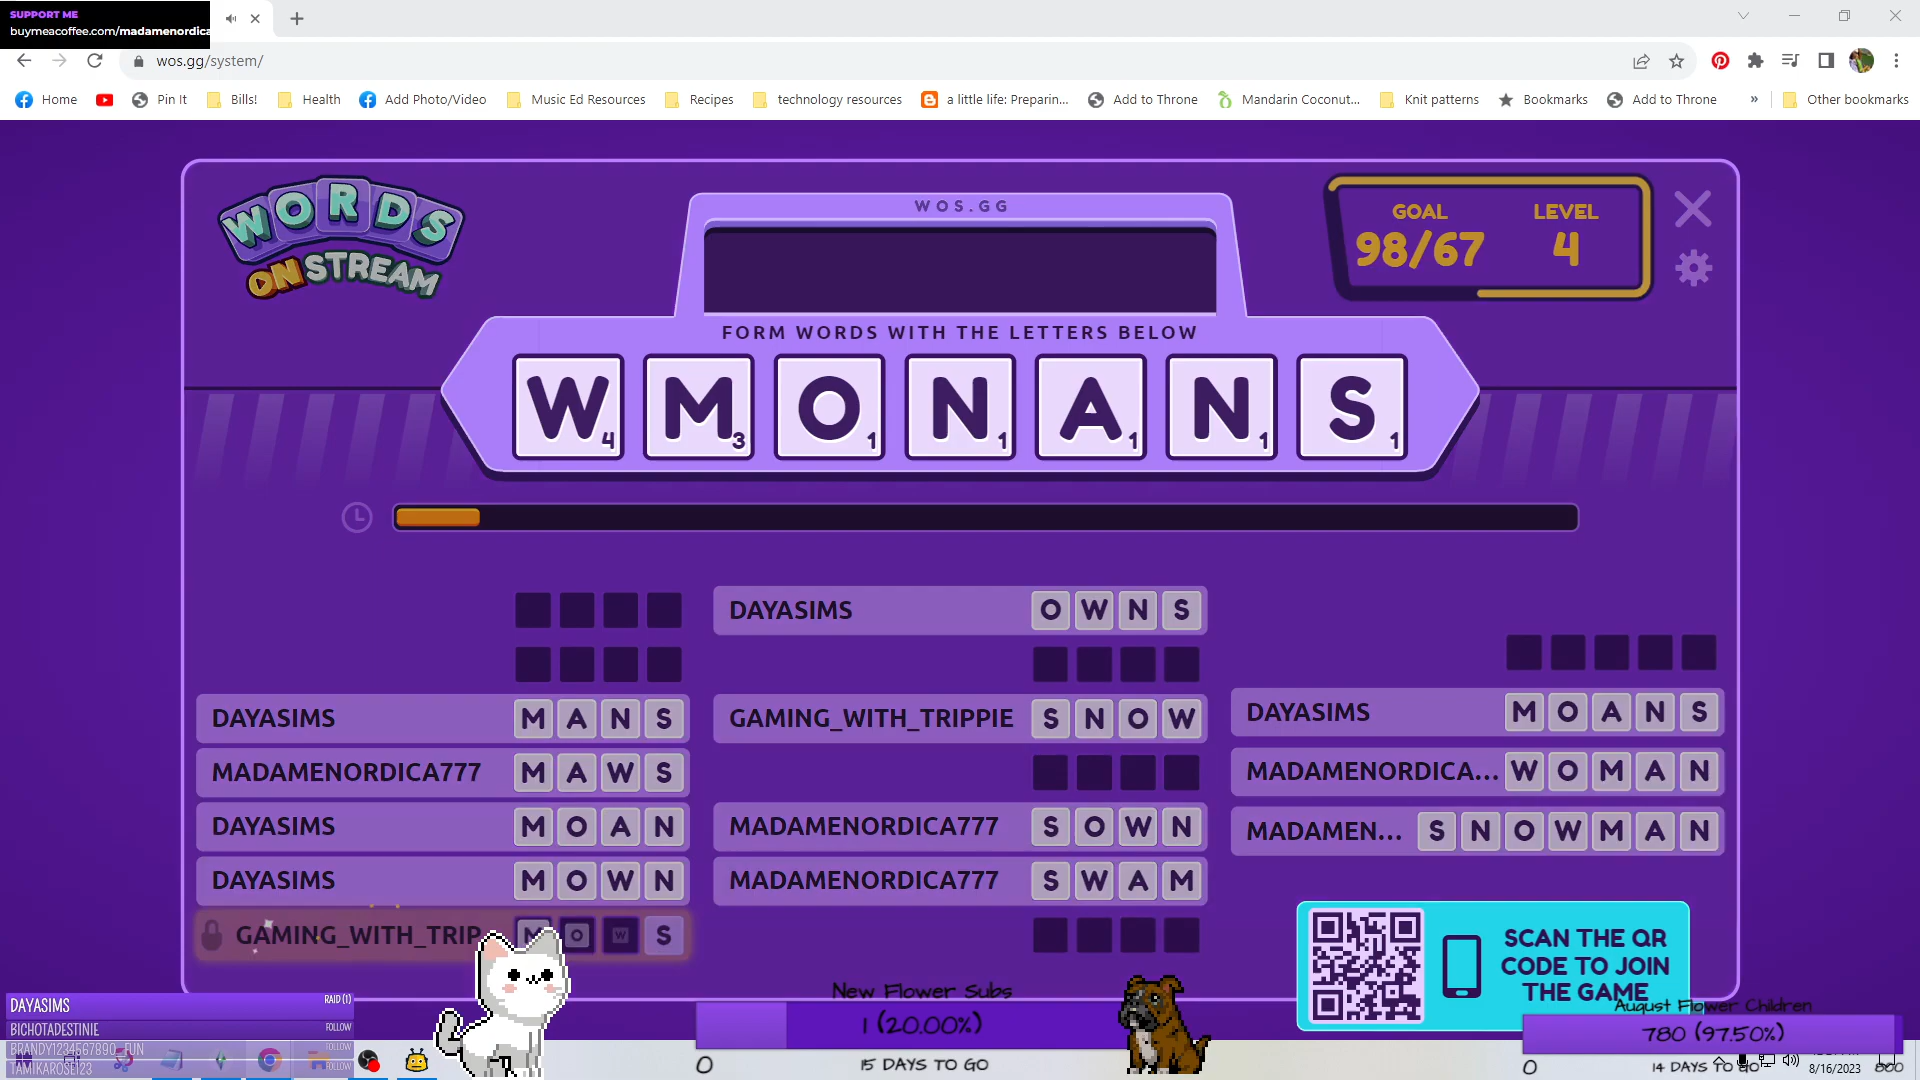 SUPPORT ME
buymeacoffee.com/madamenordica
wos.gg/system/
Home
Pin It
Bills!
Health
Add Photo/Video
Music Ed Resources
Recipes
technology resources
a little life: Preparin...
Add to Throne
Mandarin Coconut...
Knit patterns
Bookmarks
Add to Throne
»
Other bookmarks
WORDS
ON STREAM
WOS.GG
GOAL
98/67
LEVEL
4
FORM WORDS WITH THE LETTERS BELOW
W4 M3 O1 N1 A1 N1 S1
DAYASIMS MANS
MADAMENORDICA777 MAWS
DAYASIMS MOAN
DAYASIMS MOWN
GAMING_WITH_TRIP MOWS
DAYASIMS OWNS
GAMING_WITH_TRIPPIE SNOW
MADAMENORDICA777 SOWN
MADAMENORDICA777 SWAM
DAYASIMS MOANS
MADAMENORDICA... WOMAN
MADAMEN... SNOWMAN
SCAN THE QR
CODE TO JOIN
THE GAME
DAYASIMS RAID (1)
BICHOTADESTINIE FOLLOW
BRANDY1234567890_FUN FOLLOW
TAMIKAROSE123 FOLLOW
New Flower Subs
1 (20.00%)
0
15 DAYS TO GO
August Flower Children
780 (97.50%)
0
14 DAYS TO GO
800
8/16/2023